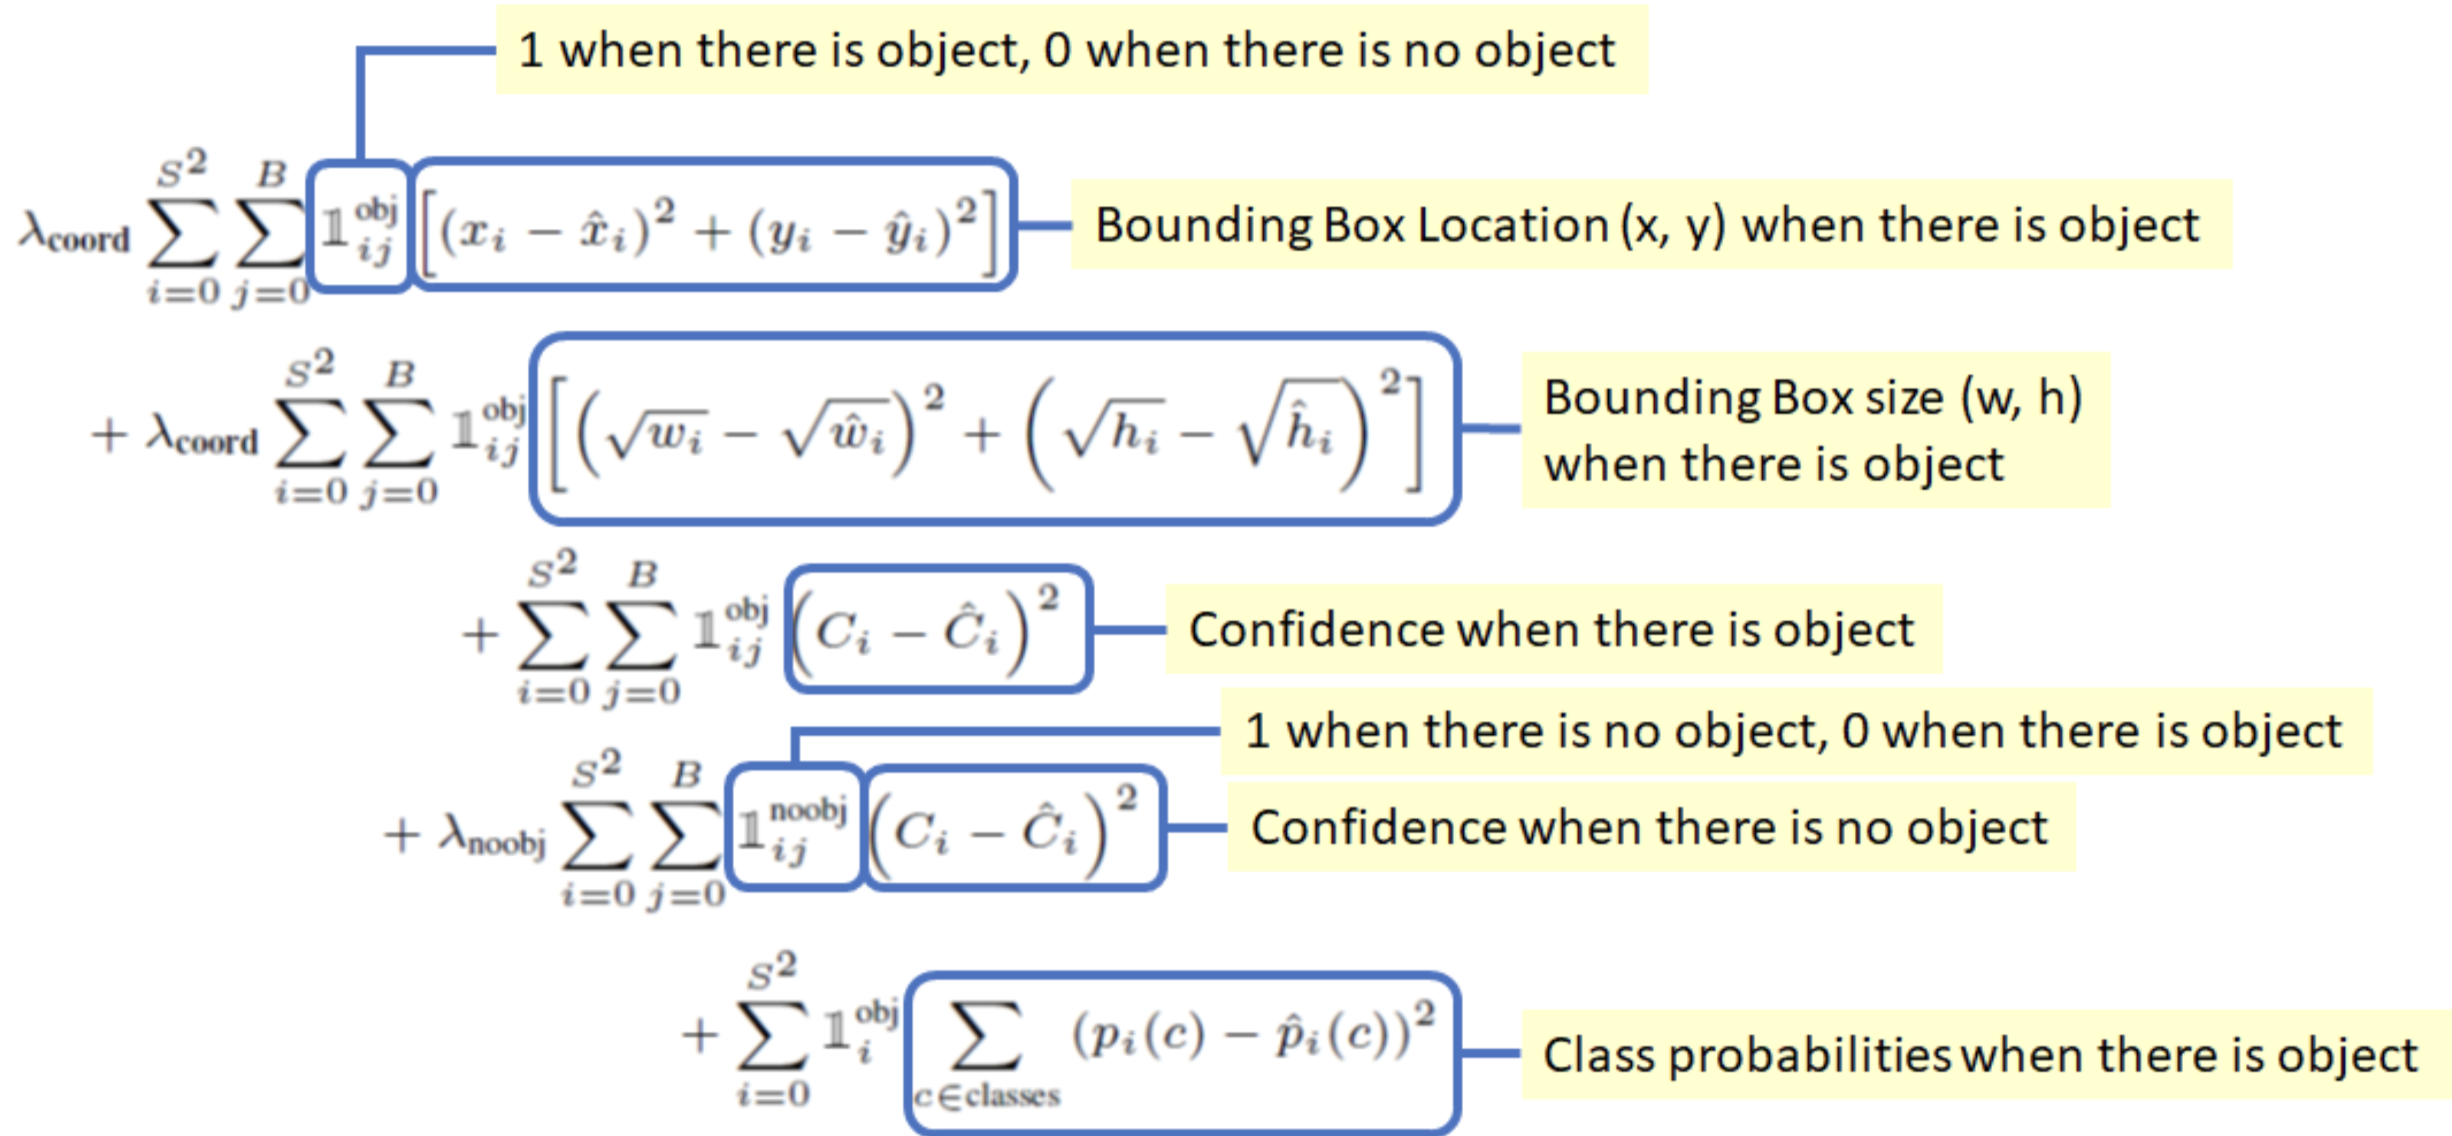 1 when there is object, 0 when there is no object
$\lambda_{\text{coord}} \sum_{i=0}^{S^2} \sum_{j=0}^{B} \mathbb{1}_{ij}^{\text{obj}} \left[ (x_i - \hat{x}_i)^2 + (y_i - \hat{y}_i)^2 \right]$ Bounding Box Location (x, y) when there is object
$+ \lambda_{\text{coord}} \sum_{i=0}^{S^2} \sum_{j=0}^{B} \mathbb{1}_{ij}^{\text{obj}} \left[ \left( \sqrt{w_i} - \sqrt{\hat{w}_i} \right)^2 + \left( \sqrt{h_i} - \sqrt{\hat{h}_i} \right)^2 \right]$ Bounding Box size (w, h)
when there is object
$+ \sum_{i=0}^{S^2} \sum_{j=0}^{B} \mathbb{1}_{ij}^{\text{obj}} \left( C_i - \hat{C}_i \right)^2$ Confidence when there is object
1 when there is no object, 0 when there is object
$+ \lambda_{\text{noobj}} \sum_{i=0}^{S^2} \sum_{j=0}^{B} \mathbb{1}_{ij}^{\text{noobj}} \left( C_i - \hat{C}_i \right)^2$ Confidence when there is no object
$+ \sum_{i=0}^{S^2} \mathbb{1}_{i}^{\text{obj}} \sum_{c \in \text{classes}} (p_i(c) - \hat{p}_i(c))^2$ Class probabilities when there is object